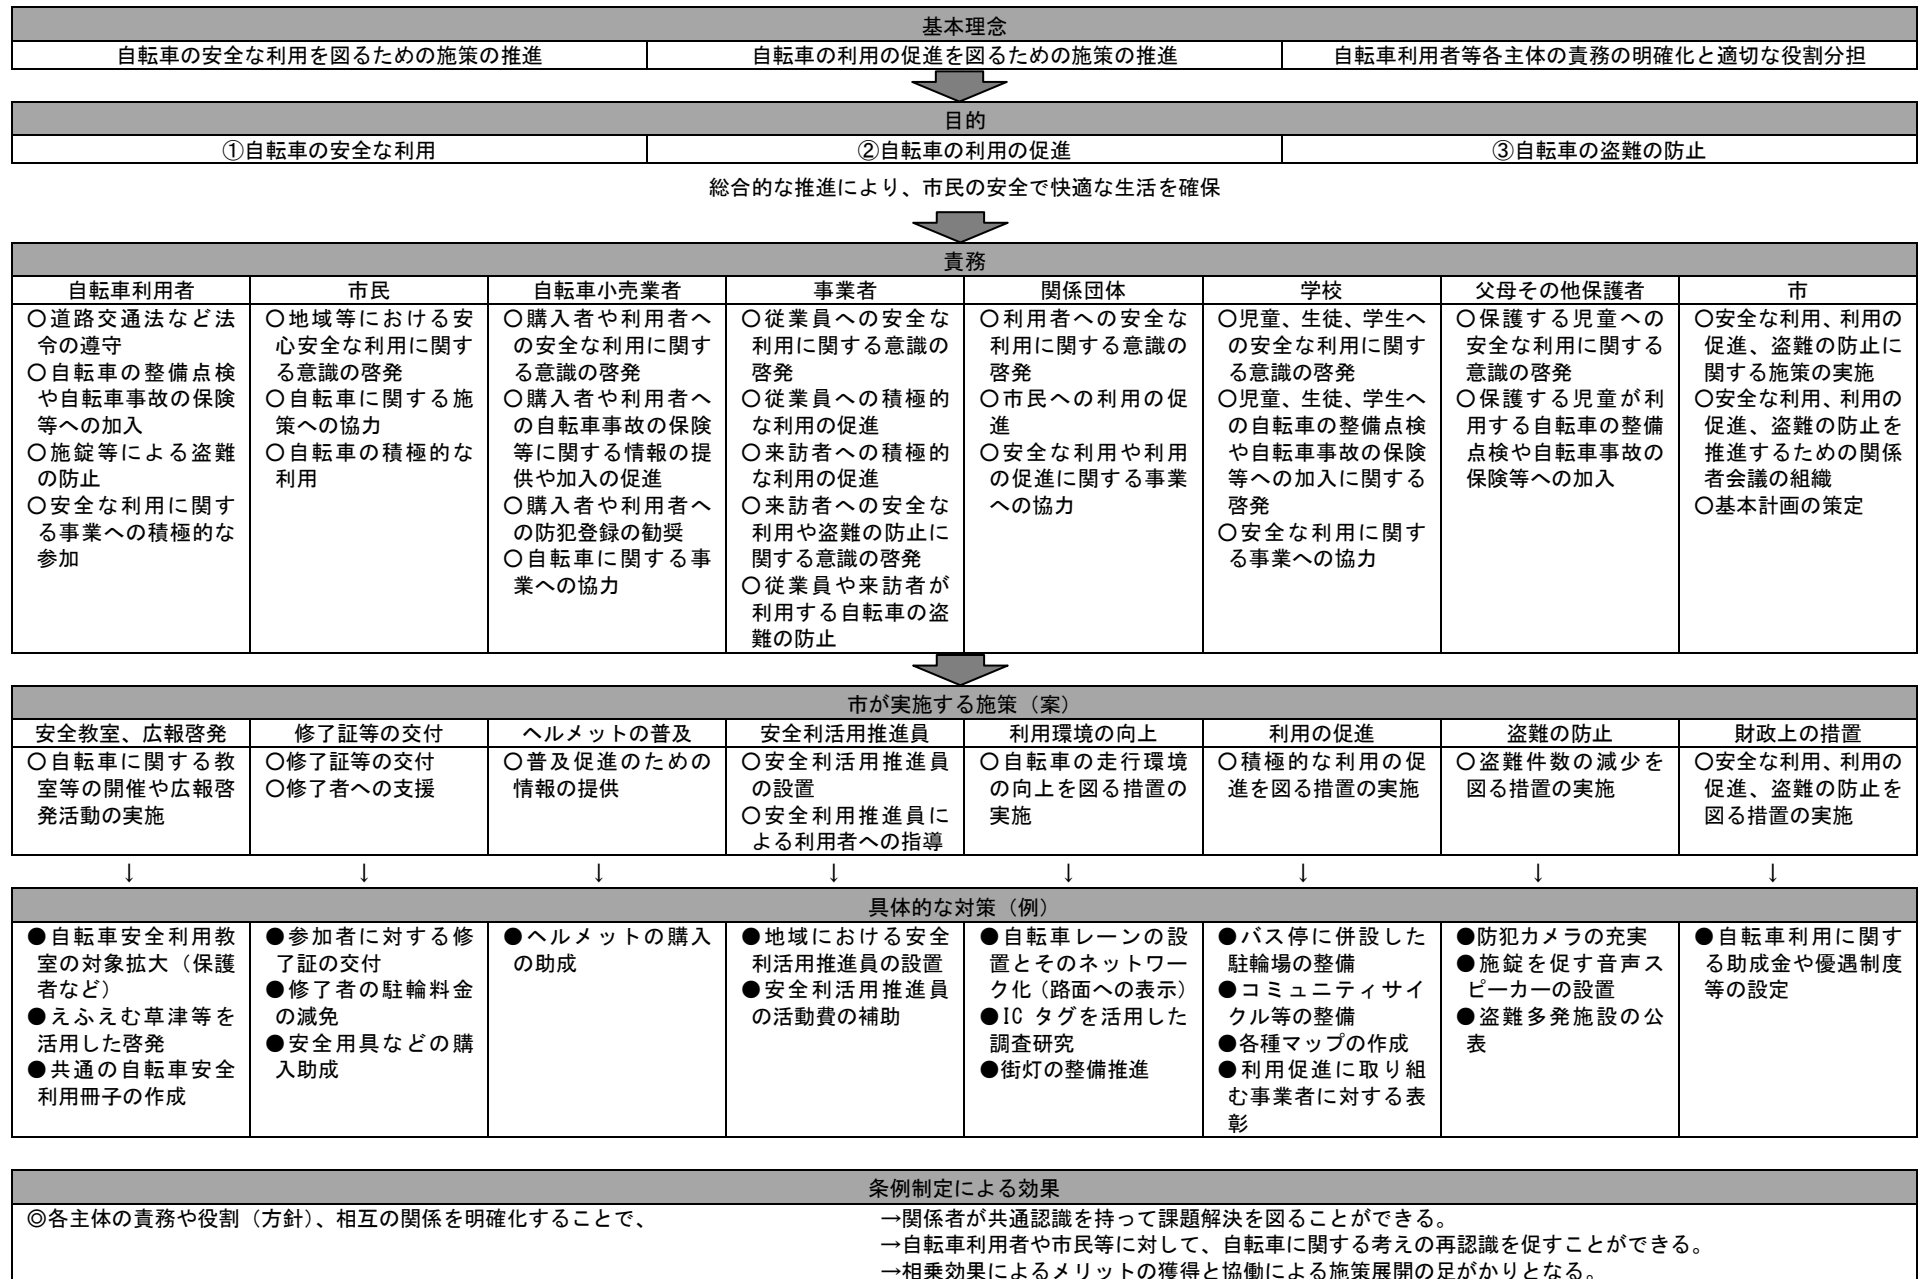 基本理念
自転車の安全な利用を図るための施策の推進
自転車の利用の促進を図るための施策の推進
自転車利用者等各主体の責務の明確化と適切な役割分担
目的
①自転車の安全な利用
②自転車の利用の促進
③自転車の盗難の防止
総合的な推進により、市民の安全で快適な生活を確保
責務
自転車利用者
○道路交通法など法
令の遵守
○自転車の整備点検
や自転車事故の保険
等への加入
○施錠等による盗難
の防止
○安全な利用に関す
る事業への積極的な
参加
市民
○地域等における安
心安全な利用に関す
る意識の啓発
○自転車に関する施
策への協力
○自転車の積極的な
利用
自転車小売業者
○購入者や利用者へ
の安全な利用に関す
る意識の啓発
○購入者や利用者へ
の自転車事故の保険
等に関する情報の提
供や加入の促進
○購入者や利用者へ
の防犯登録の勧奨
○自転車に関する事
業への協力
事業者
○従業員への安全な
利用に関する意識の
啓発
○従業員への積極的
な利用の促進
○来訪者への積極的
な利用の促進
○来訪者への安全な
利用や盗難の防止に
関する意識の啓発
○従業員や来訪者が
利用する自転車の盗
難の防止
関係団体
○利用者への安全な
利用に関する意識の
啓発
○市民への利用の促
進
○安全な利用や利用
の促進に関する事業
への協力
学校
○児童、生徒、学生へ
の安全な利用に関す
る意識の啓発
○児童、生徒、学生へ
の自転車の整備点検
や自転車事故の保険
等への加入に関する
啓発
○安全な利用に関す
る事業への協力
父母その他保護者
○保護する児童への
安全な利用に関する
意識の啓発
○保護する児童が利
用する自転車の整備
点検や自転車事故の
保険等への加入
市
○安全な利用、利用の
促進、盗難の防止に
関する施策の実施
○安全な利用、利用の
促進、盗難の防止を
推進するための関係
者会議の組織
○基本計画の策定
市が実施する施策（案）
安全教室、広報啓発
○自転車に関する教
室等の開催や広報啓
発活動の実施
修了証等の交付
○修了証等の交付
○修了者への支援
ヘルメットの普及
○普及促進のための
情報の提供
安全利活用推進員
○安全利活用推進員
の設置
○安全利用推進員に
よる利用者への指導
利用環境の向上
○自転車の走行環境
の向上を図る措置の
実施
利用の促進
○積極的な利用の促
進を図る措置の実施
盗難の防止
○盗難件数の減少を
図る措置の実施
財政上の措置
○安全な利用、利用の
促進、盗難の防止を
図る措置の実施
↓ ↓ ↓ ↓ ↓ ↓ ↓ ↓
具体的な対策（例）
●自転車安全利用教
室の対象拡大（保護
者など）
●えふえむ草津等を
活用した啓発
●共通の自転車安全
利用冊子の作成
●参加者に対する修
了証の交付
●修了者の駐輪料金
の減免
●安全用具などの購
入助成
●ヘルメットの購入
の助成
●地域における安全
利活用推進員の設置
●安全利活用推進員
の活動費の補助
●自転車レーンの設
置とそのネットワー
ク化（路面への表示）
●IC タグを活用した
調査研究
●街灯の整備推進
●バス停に併設した
駐輪場の整備
●コミュニティサイ
クル等の整備
●各種マップの作成
●利用促進に取り組
む事業者に対する表
彰
●防犯カメラの充実
●施錠を促す音声ス
ピーカーの設置
●盗難多発施設の公
表
●自転車利用に関す
る助成金や優遇制度
等の設定
条例制定による効果
◎各主体の責務や役割（方針）、相互の関係を明確化することで、
→関係者が共通認識を持って課題解決を図ることができる。
→自転車利用者や市民等に対して、自転車に関する考えの再認識を促すことができる。
→相乗効果によるメリットの獲得と協働による施策展開の足がかりとなる。